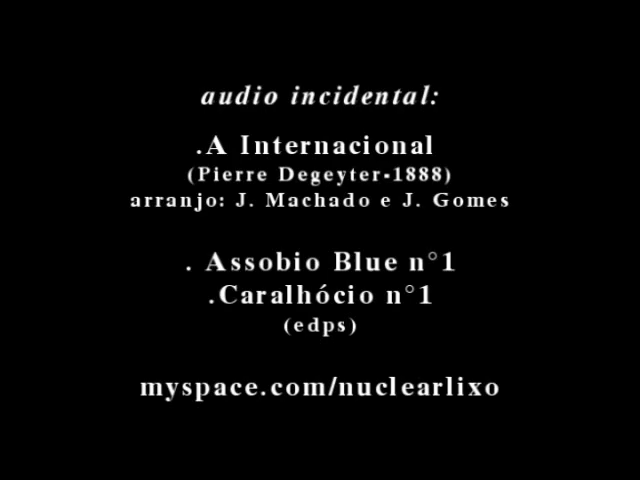 audio incidental:
.A Internacional
(Pierre Degeyter-1888)
arranjo: J. Machado e J. Gomes
. Assobio Blue n°1
.Caralhócio n°1
(edps)
myspace.com/nuclearlixo